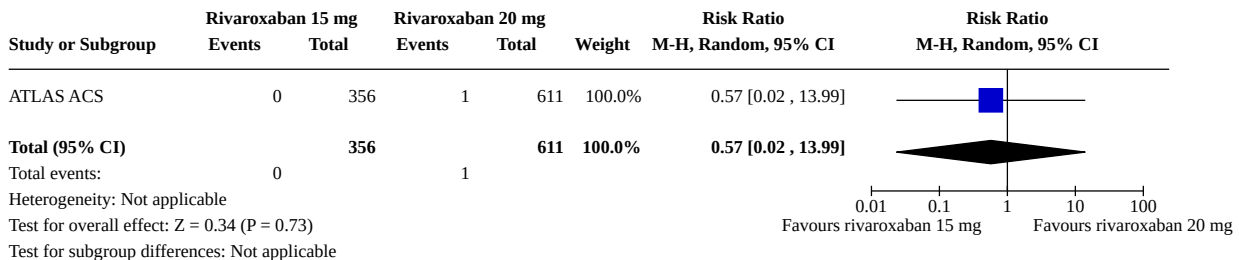 Rivaroxaban 15 mg Rivaroxaban 20 mg Risk Ratio Risk Ratio
Study or Subgroup Events Total Events Total Weight M-H, Random, 95% CI M-H, Random, 95% CI
ATLAS ACS 0 356 1 611 100.0% 0.57 [0.02 , 13.99]
Total (95% CI) 356 611 100.0% 0.57 [0.02 , 13.99]
Total events: 0 1
Heterogeneity: Not applicable
0.01 0.1 1 10 100
Test for overall effect: Z = 0.34 (P = 0.73) Favours rivaroxaban 15 mg Favours rivaroxaban 20 mg
Test for subgroup differences: Not applicable